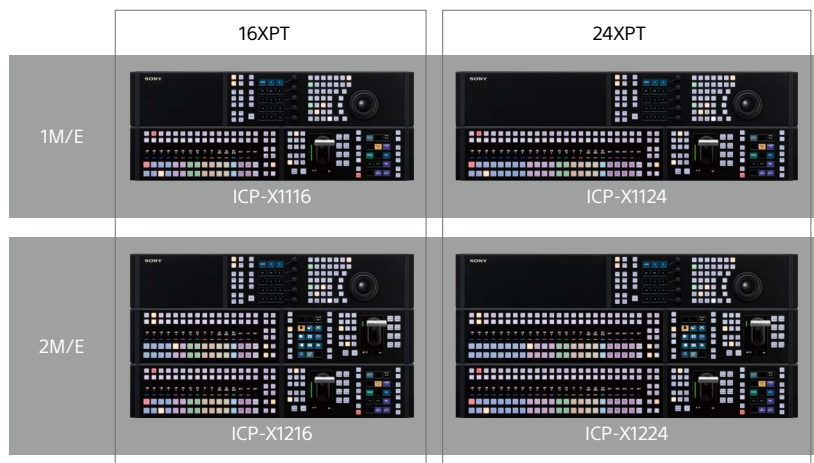 16XPT 24XPT
SONY SONY
1M/E
ICP-X1116 ICP-X1124
SONY SONY
2M/E
ICP-X1216 ICP-X1224